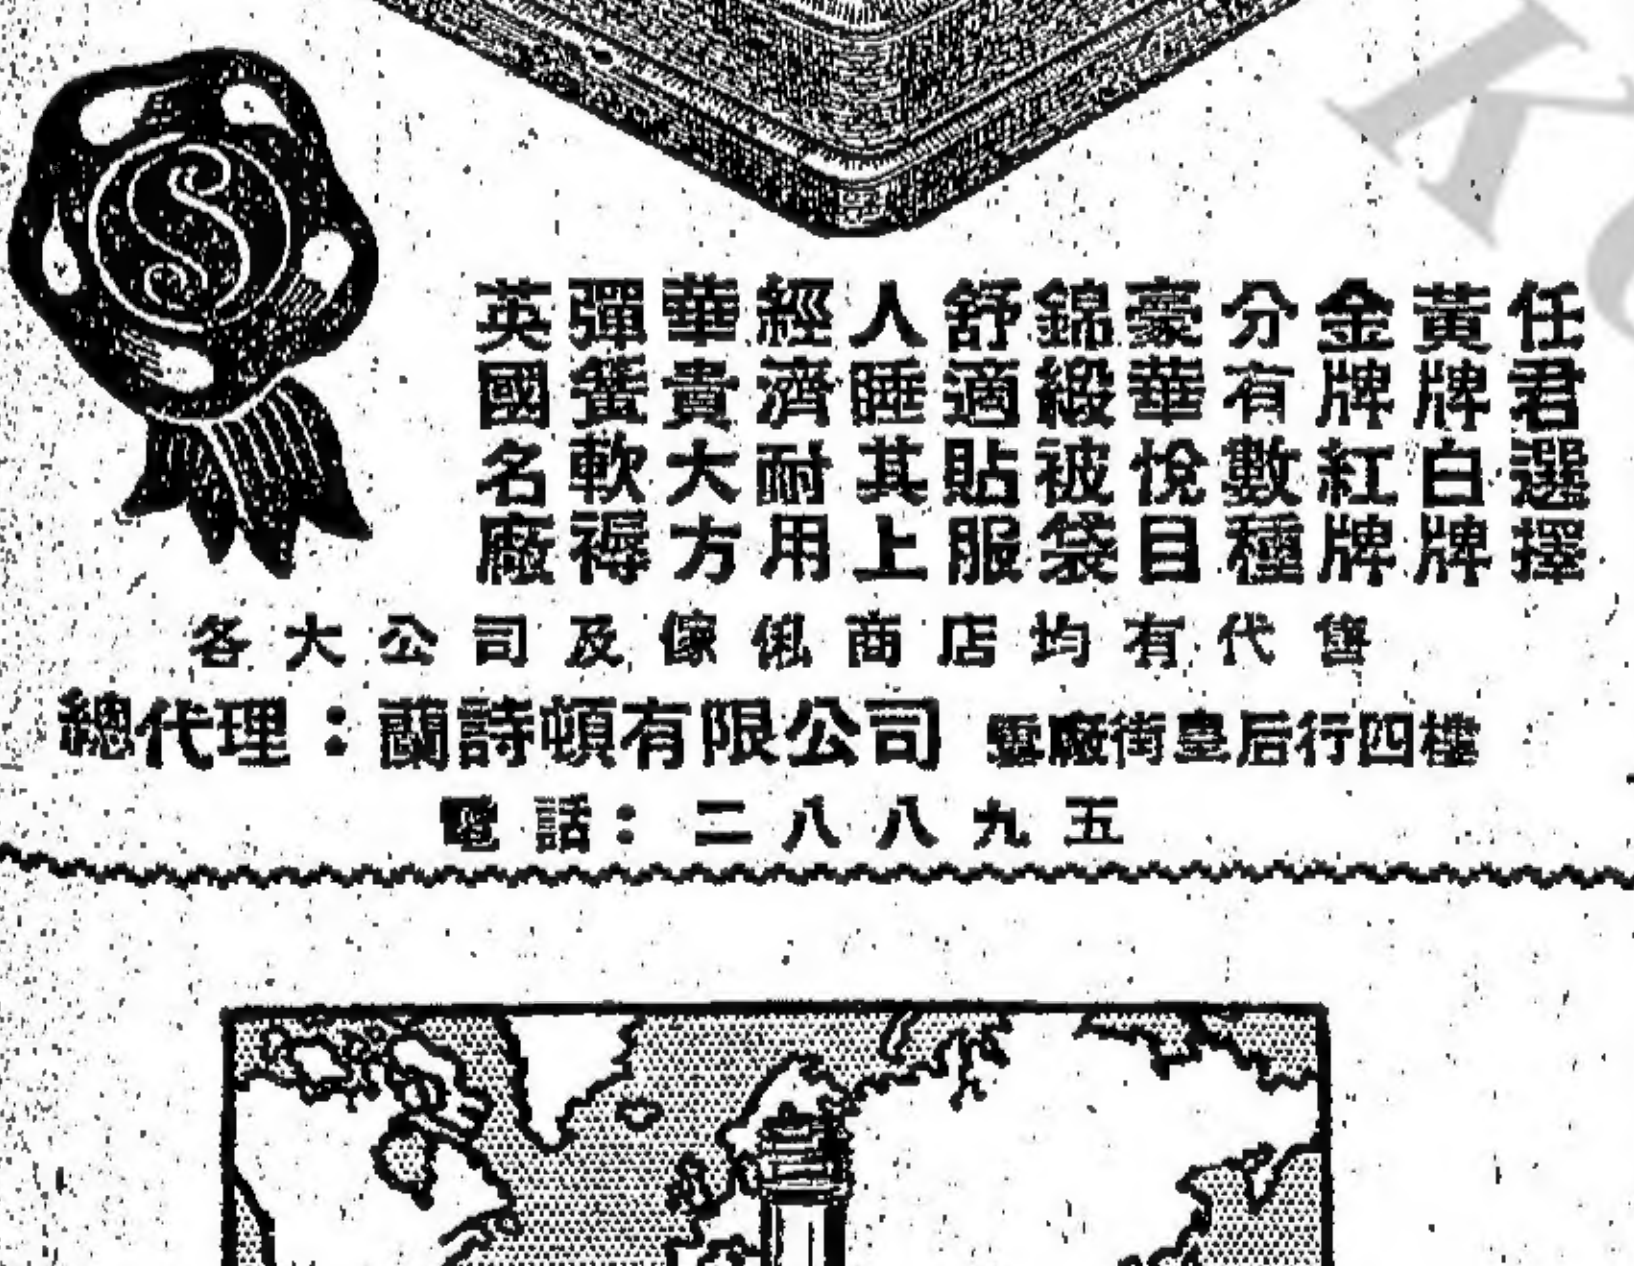 S
英國名廠
彈簧軟褥
華貴大方
經濟耐用
人睡其上
舒適貼服
錦緞被袋
豪華悅目
分有數種
金牌紅牌
黃牌白牌
任君選擇
各大公司及傢俬商店均有代售
總代理：蘭詩頓有限公司 雪廠街皇后行四樓
電話：二八八九五